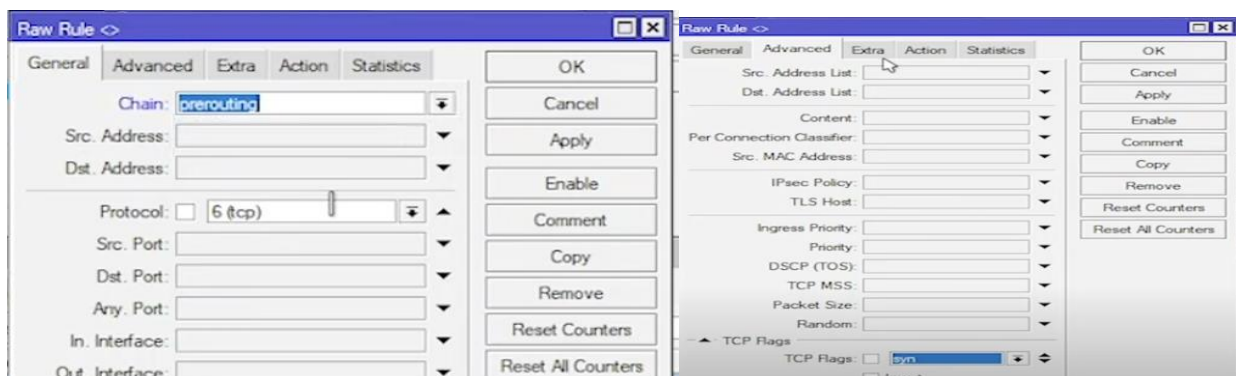 Raw Rule <>
General Advanced Extra Action Statistics
Chain: prerouting
Src. Address:
Dst. Address:
Protocol: 6 (tcp)
Src. Port:
Dst. Port:
Any. Port:
In. Interface:
Out. Interface:
OK
Cancel
Apply
Enable
Comment
Copy
Remove
Reset Counters
Reset All Counters
Raw Rule <>
General Advanced Extra Action Statistics
Src. Address List:
Dst. Address List:
Content:
Per Connection Classifier:
Src. MAC Address:
IPsec Policy:
TLS Host:
Ingress Priority:
Priority:
DSCP (TOS):
TCP MSS:
Packet Size:
Random:
TCP Flags
TCP Flags: syn
OK
Cancel
Apply
Enable
Comment
Copy
Remove
Reset Counters
Reset All Counters